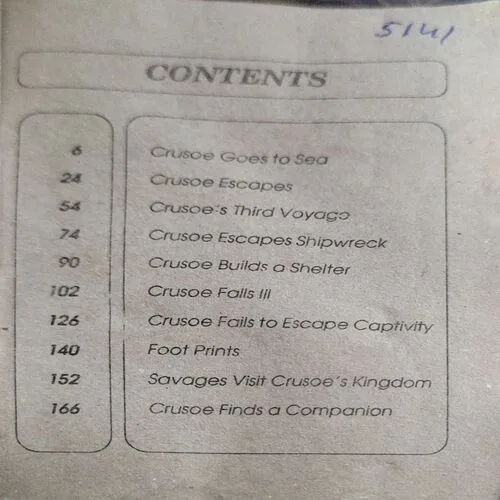 5141
CONTENTS
6 Crusoe Goes to Sea
24 Crusoe Escapes
54 Crusoe's Third Voyage
74 Crusoe Escapes Shipwreck
90 Crusoe Builds a Shelter
102 Crusoe Falls Ill
126 Crusoe Fails to Escape Captivity
140 Foot Prints
152 Savages Visit Crusoe's Kingdom
166 Crusoe Finds a Companion